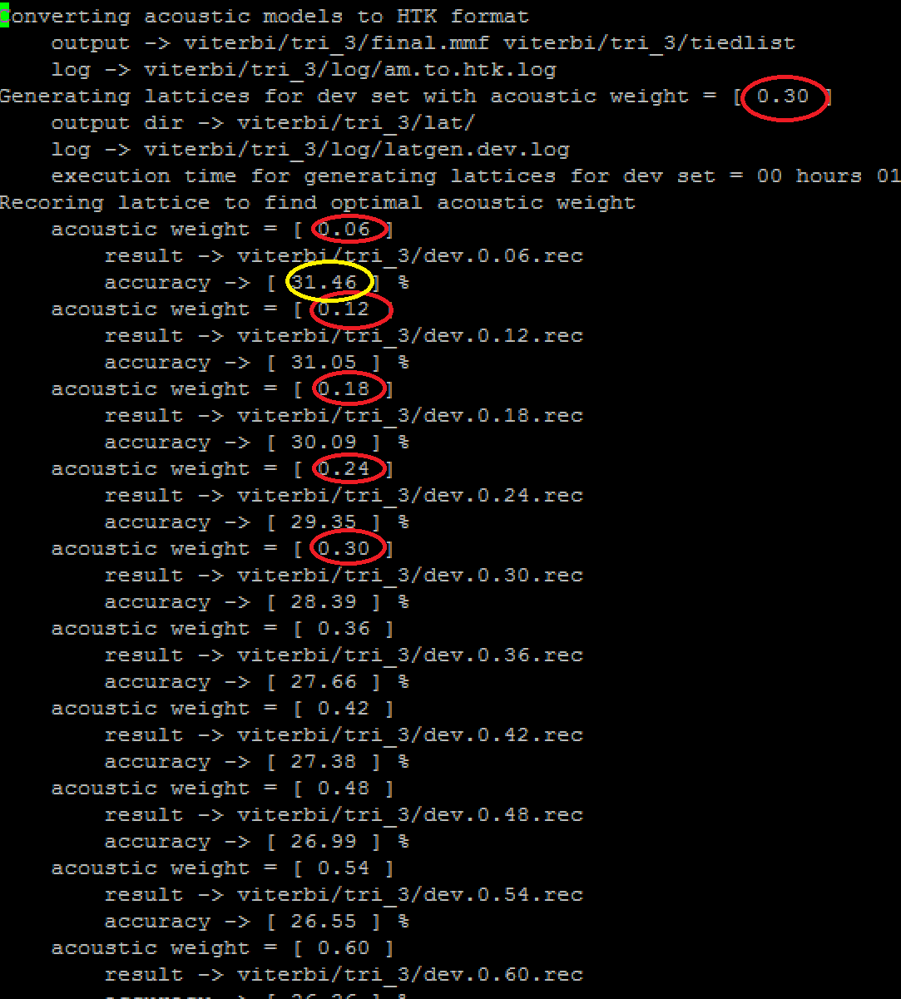 Converting acoustic models to HTK format
output -> viterbi/tri_3/final.mmf viterbi/tri_3/tiedlist
log -> viterbi/tri_3/log/am.to.htk.log
Generating lattices for dev set with acoustic weight = [ 0.30 ]
output dir -> viterbi/tri_3/lat/
log -> viterbi/tri_3/log/latgen.dev.log
execution time for generating lattices for dev set = 00 hours 01
Recoring lattice to find optimal acoustic weight
acoustic weight = [ 0.06 ]
result -> viterbi/tri_3/dev.0.06.rec
accuracy -> [ 31.46 ] %
acoustic weight = [ 0.12 ]
result -> viterbi/tri_3/dev.0.12.rec
accuracy -> [ 31.05 ] %
acoustic weight = [ 0.18 ]
result -> viterbi/tri_3/dev.0.18.rec
accuracy -> [ 30.09 ] %
acoustic weight = [ 0.24 ]
result -> viterbi/tri_3/dev.0.24.rec
accuracy -> [ 29.35 ] %
acoustic weight = [ 0.30 ]
result -> viterbi/tri_3/dev.0.30.rec
accuracy -> [ 28.39 ] %
acoustic weight = [ 0.36 ]
result -> viterbi/tri_3/dev.0.36.rec
accuracy -> [ 27.66 ] %
acoustic weight = [ 0.42 ]
result -> viterbi/tri_3/dev.0.42.rec
accuracy -> [ 27.38 ] %
acoustic weight = [ 0.48 ]
result -> viterbi/tri_3/dev.0.48.rec
accuracy -> [ 26.99 ] %
acoustic weight = [ 0.54 ]
result -> viterbi/tri_3/dev.0.54.rec
accuracy -> [ 26.55 ] %
acoustic weight = [ 0.60 ]
result -> viterbi/tri_3/dev.0.60.rec